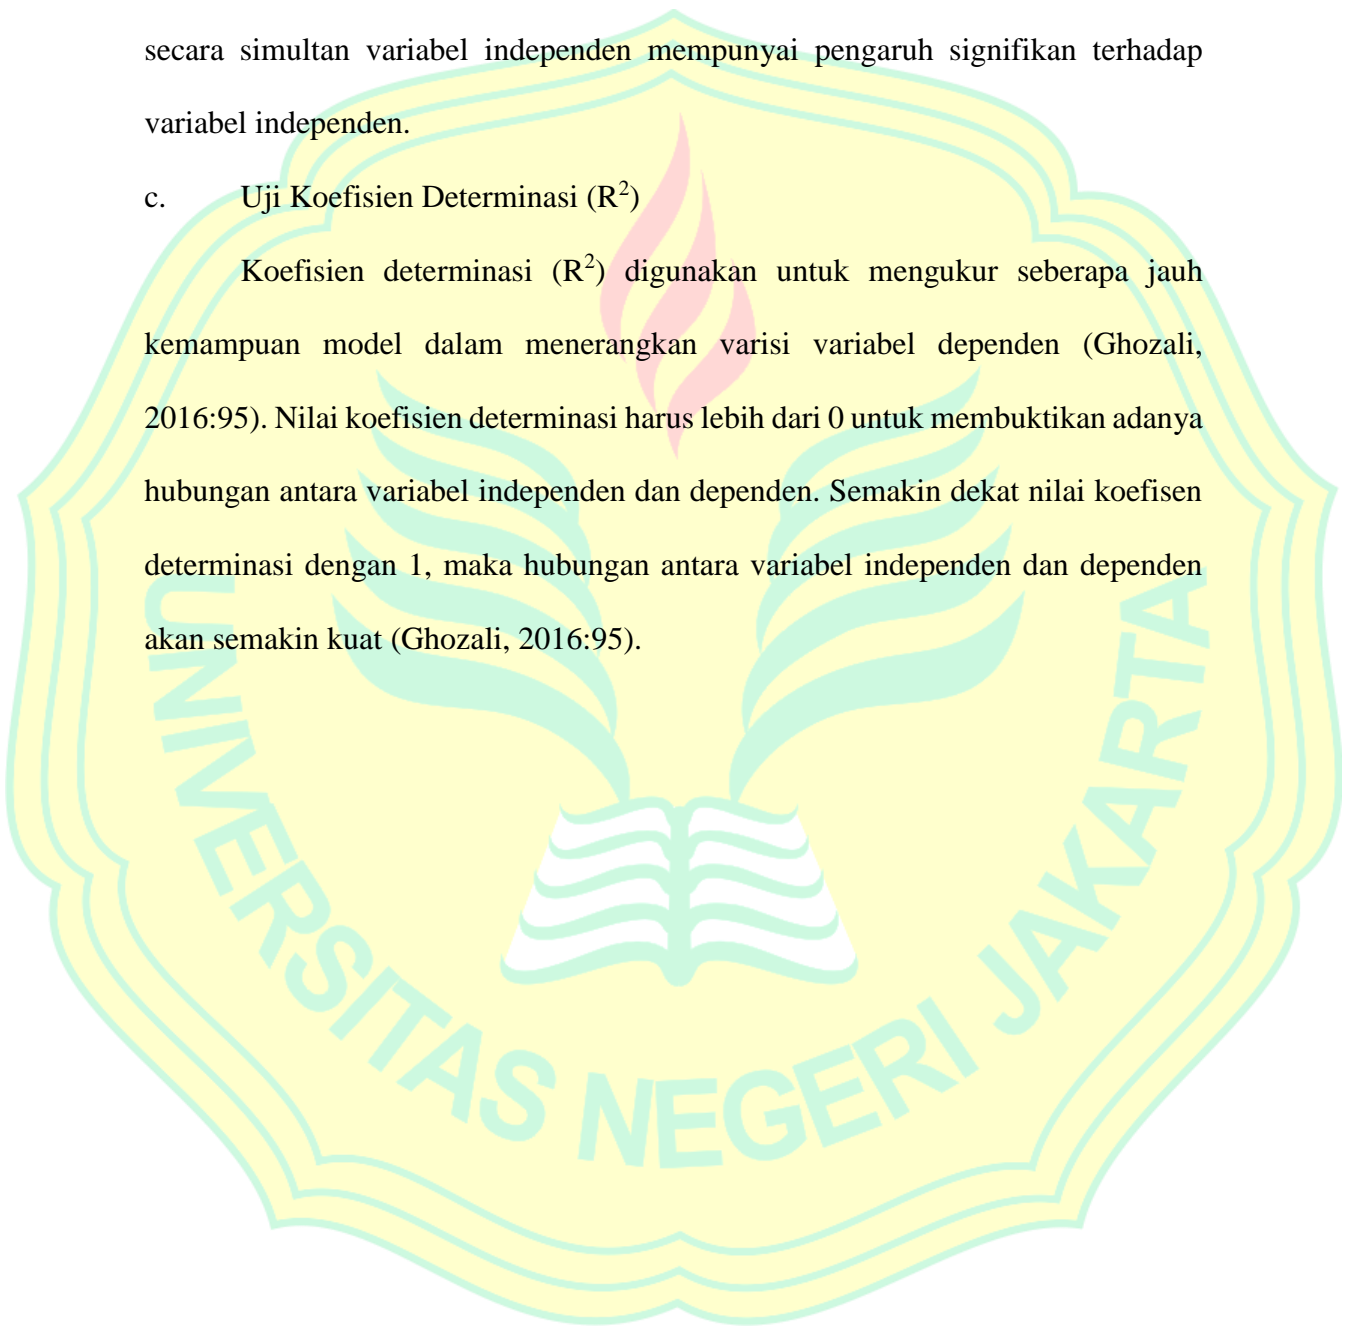 secara simultan variabel independen mempunyai pengaruh signifikan terhadap
variabel independen.
c. Uji Koefisien Determinasi (R²)
Koefisien determinasi (R²) digunakan untuk mengukur seberapa jauh
kemampuan model dalam menerangkan varisi variabel dependen (Ghozali,
2016:95). Nilai koefisien determinasi harus lebih dari 0 untuk membuktikan adanya
hubungan antara variabel independen dan dependen. Semakin dekat nilai koefisen
determinasi dengan 1, maka hubungan antara variabel independen dan dependen
akan semakin kuat (Ghozali, 2016:95).
UNIVERSITAS NEGERI JAKARTA